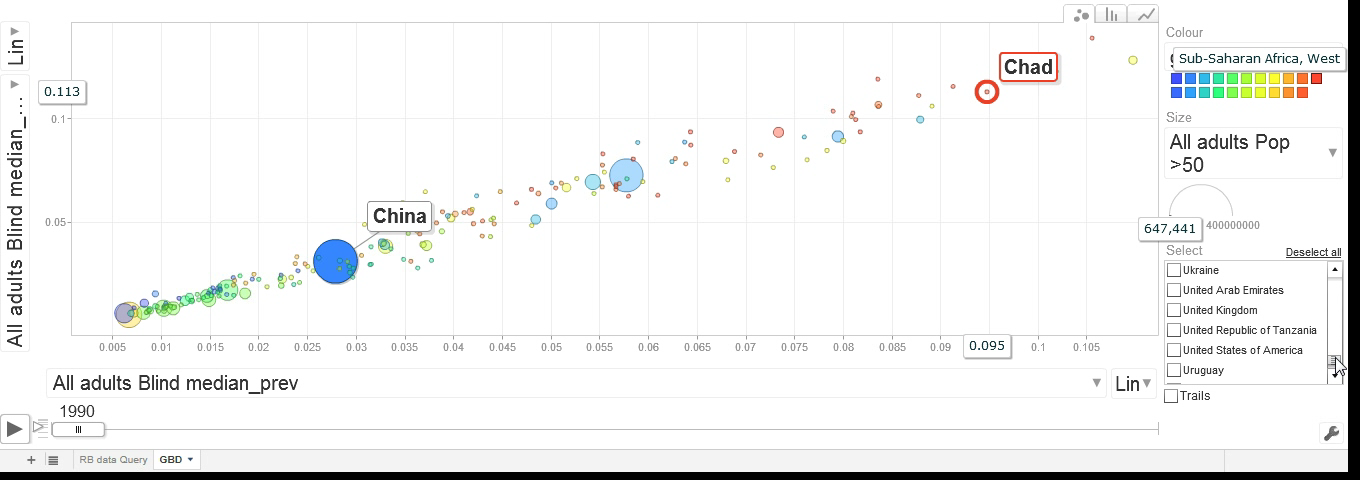 Lin
All adults Blind median_...
0.113
0.1
0.05
China
Chad
0.005
0.01
0.015
0.02
0.025
0.03
0.035
0.04
0.045
0.05
0.055
0.06
0.065
0.07
0.075
0.08
0.085
0.09
0.095
0.1
0.105
All adults Blind median_prev
Lin
1990
RB data Query
GBD
Colour
Sub-Saharan Africa, West
Size
All adults Pop
>50
647,441
400000000
Select
Deselect all
Ukraine
United Arab Emirates
United Kingdom
United Republic of Tanzania
United States of America
Uruguay
Trails